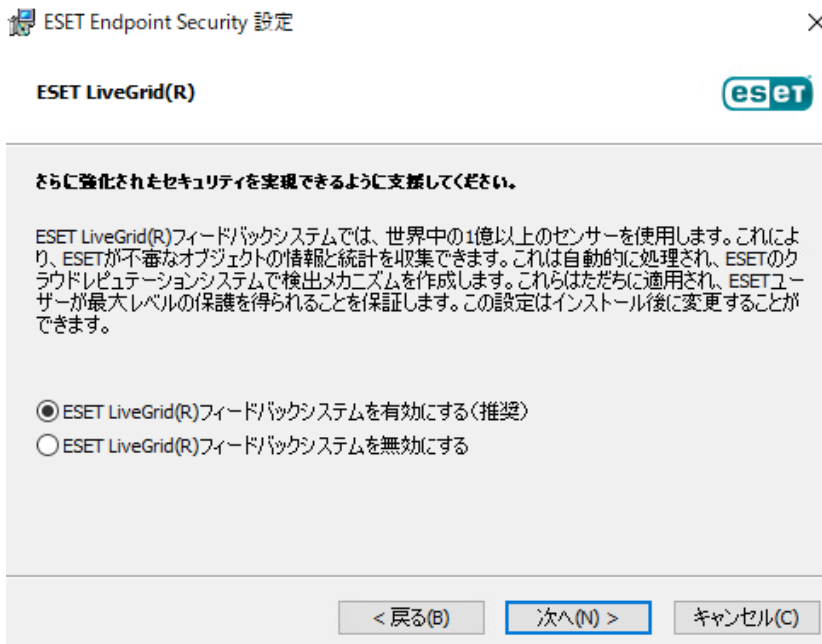 ESET Endpoint Security 設定
ESET LiveGrid(R)
eset
さらに強化されたセキュリティを実現できるように支援してください。
ESET LiveGrid(R)フィードバックシステムでは、世界中の1億以上のセンサーを使用します。これによ
り、ESETが不審なオブジェクトの情報と統計を収集できます。これは自動的に処理され、ESETのク
ラウドレピュテーションシステムで検出メカニズムを作成します。これらはただちに適用され、ESETユー
ザーが最大レベルの保護を得られることを保証します。この設定はインストール後に変更することが
できます。
ESET LiveGrid(R)フィードバックシステムを有効にする(推奨)
ESET LiveGrid(R)フィードバックシステムを無効にする
< 戻る(B)
次へ(N) >
キャンセル(C)